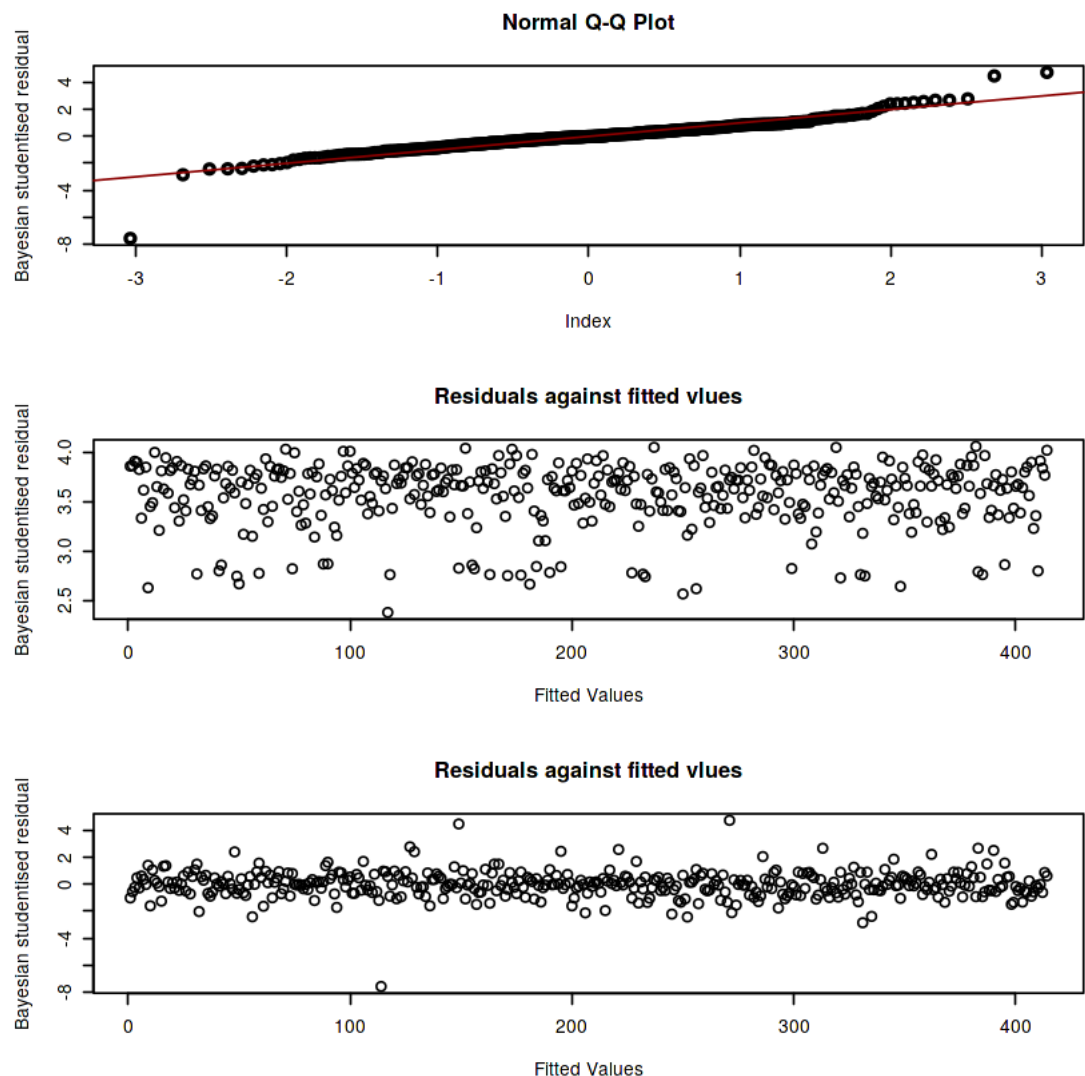 Normal Q-Q Plot
Bayesian studentised residual
4
2
0
-4
-8
-3 -2 -1 0 1 2 3
Index
Residuals against fitted vlues
Bayesian studentised residual
4.0
3.5
3.0
2.5
0 100 200 300 400
Fitted Values
Residuals against fitted vlues
Bayesian studentised residual
4
2
0
-4
-8
0 100 200 300 400
Fitted Values